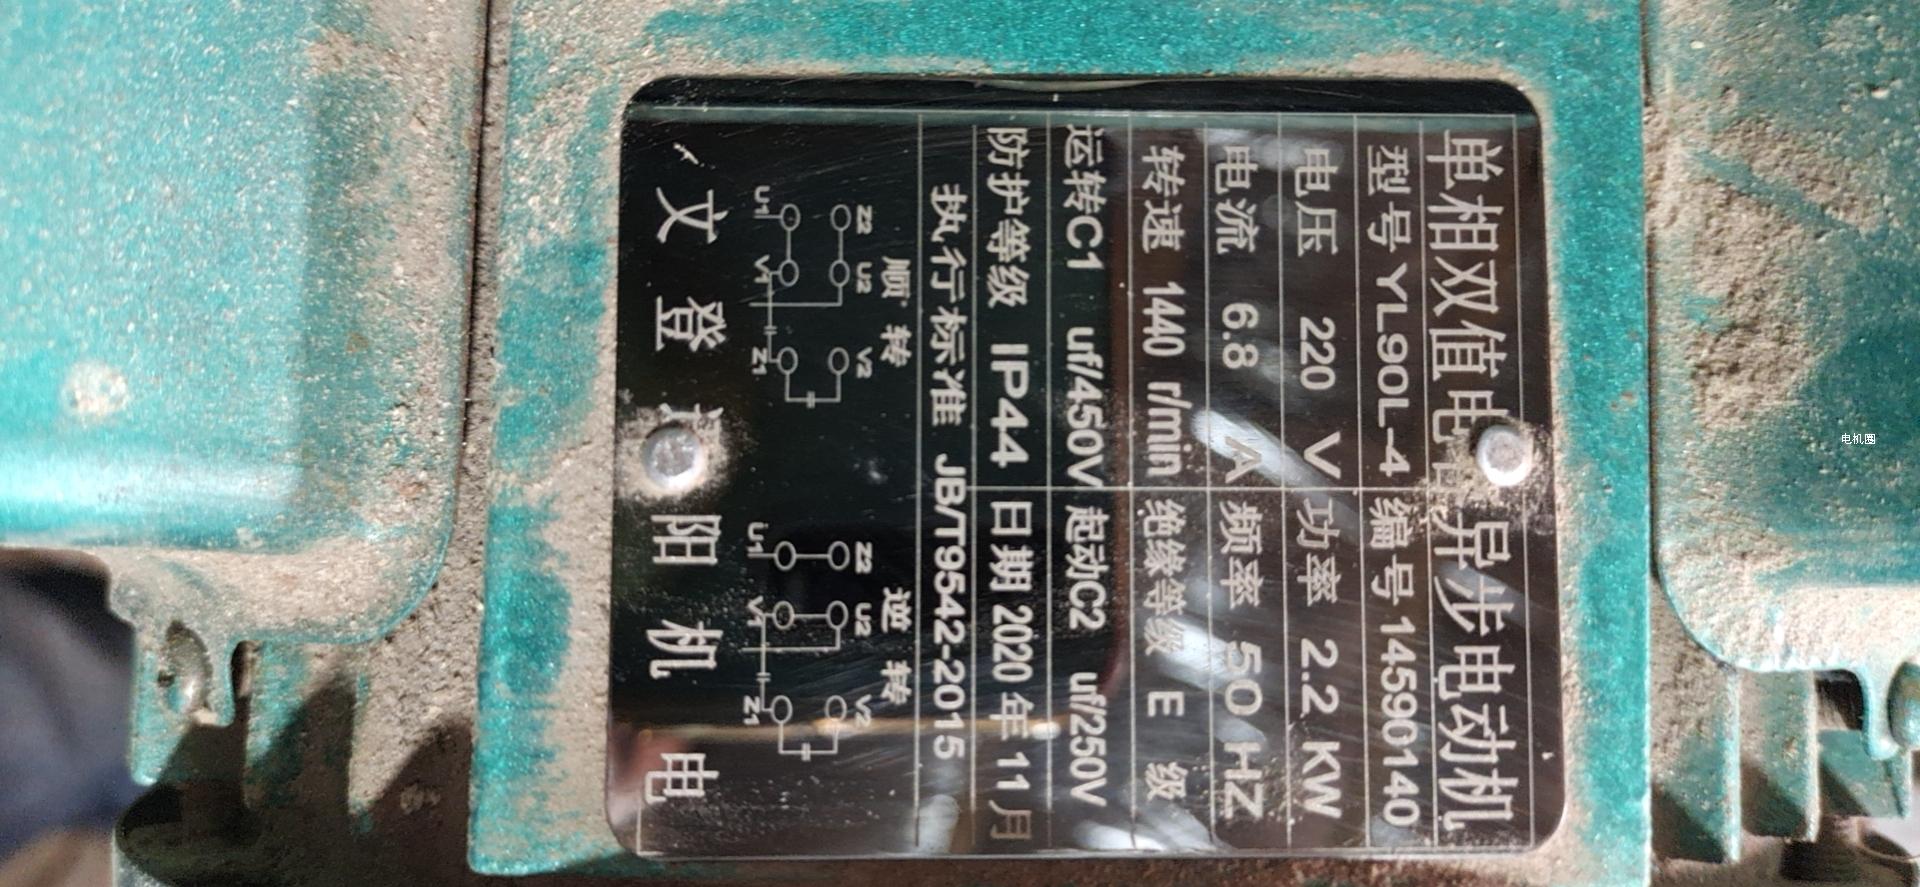 单相双值电容异步电动机
型号 YL90L-4 编号 14590140
电压 220 V 功率 2.2 KW
电流 6.8 A 频率 50 HZ
转速 1440 r/min 绝缘等级 E 级
运转C1 uf/450V 起动C2 uf/250V
防护等级 IP44 日期 2020 年 11 月
执行标准 JB/T9542-2015
顺 转 逆 转
Z2 U2 V2 Z2 U2 V2
U1 V1 Z1 U1 V1 Z1
文 登 阳 机 电
电机圈